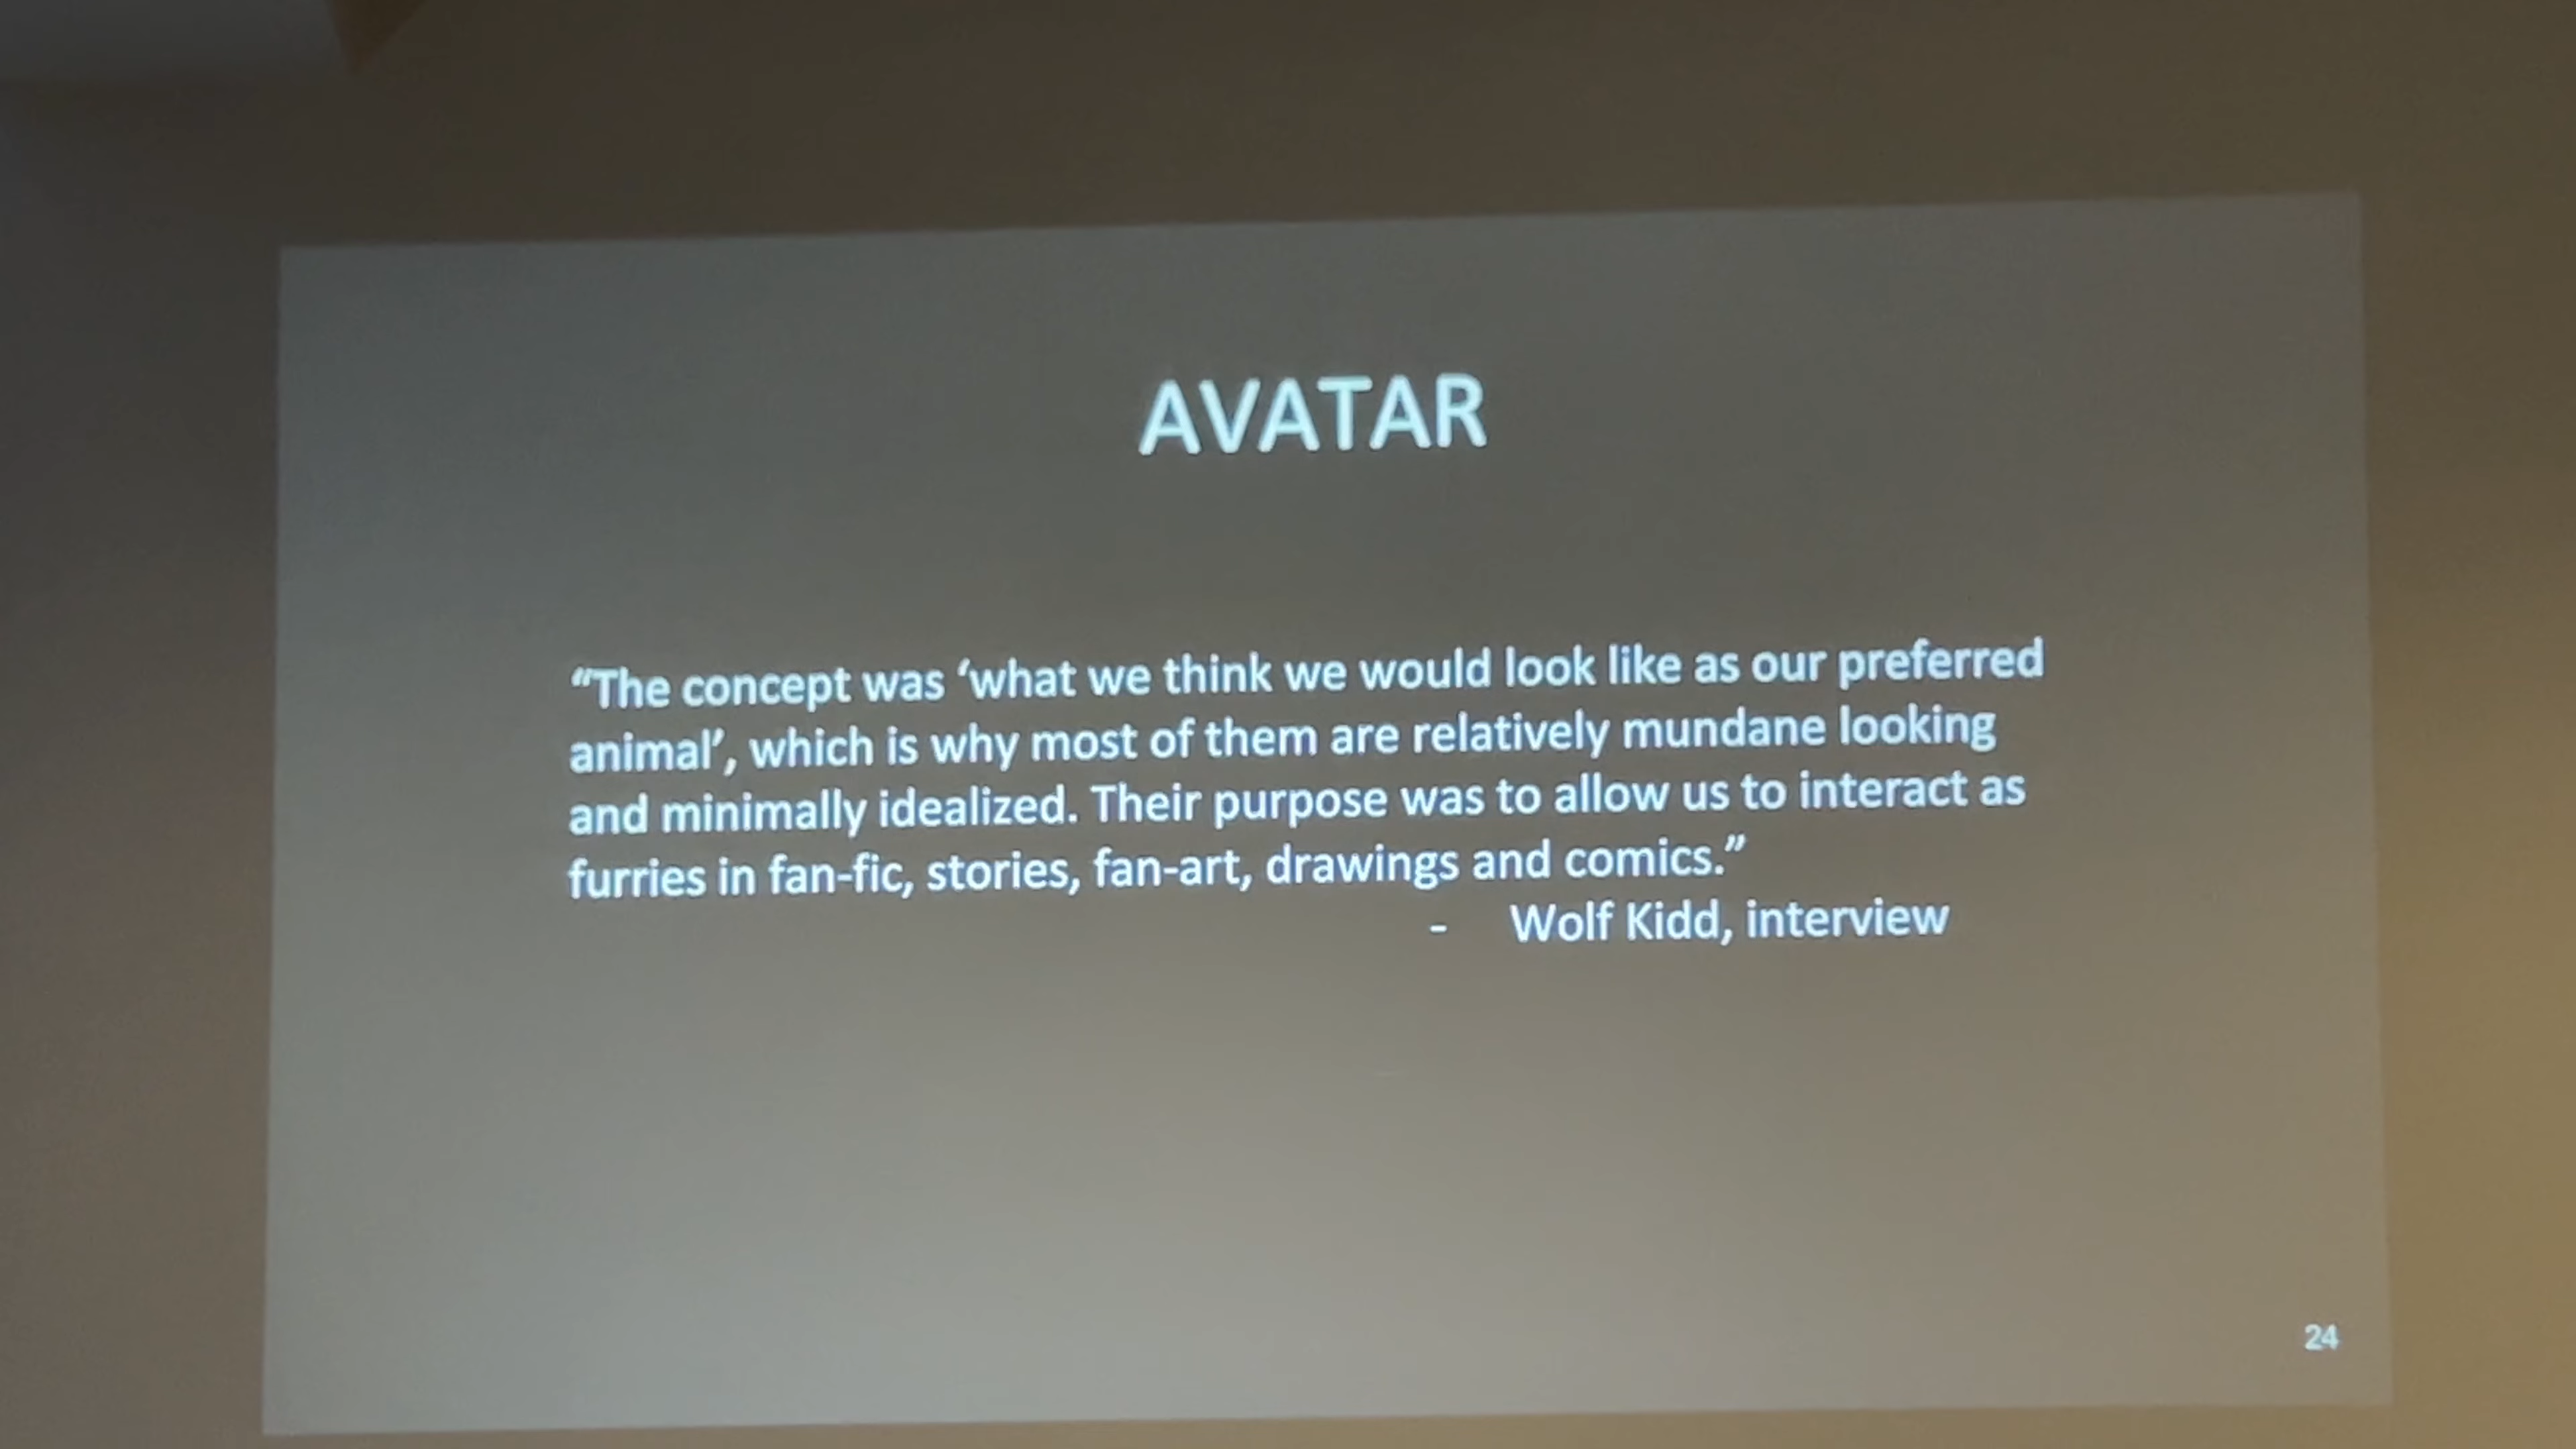 AVATAR
“The concept was ‘what we think we would look like as our preferred
animal’, which is why most of them are relatively mundane looking
and minimally idealized. Their purpose was to allow us to interact as
furries in fan-fic, stories, fan-art, drawings and comics.”
- Wolf Kidd, interview
24